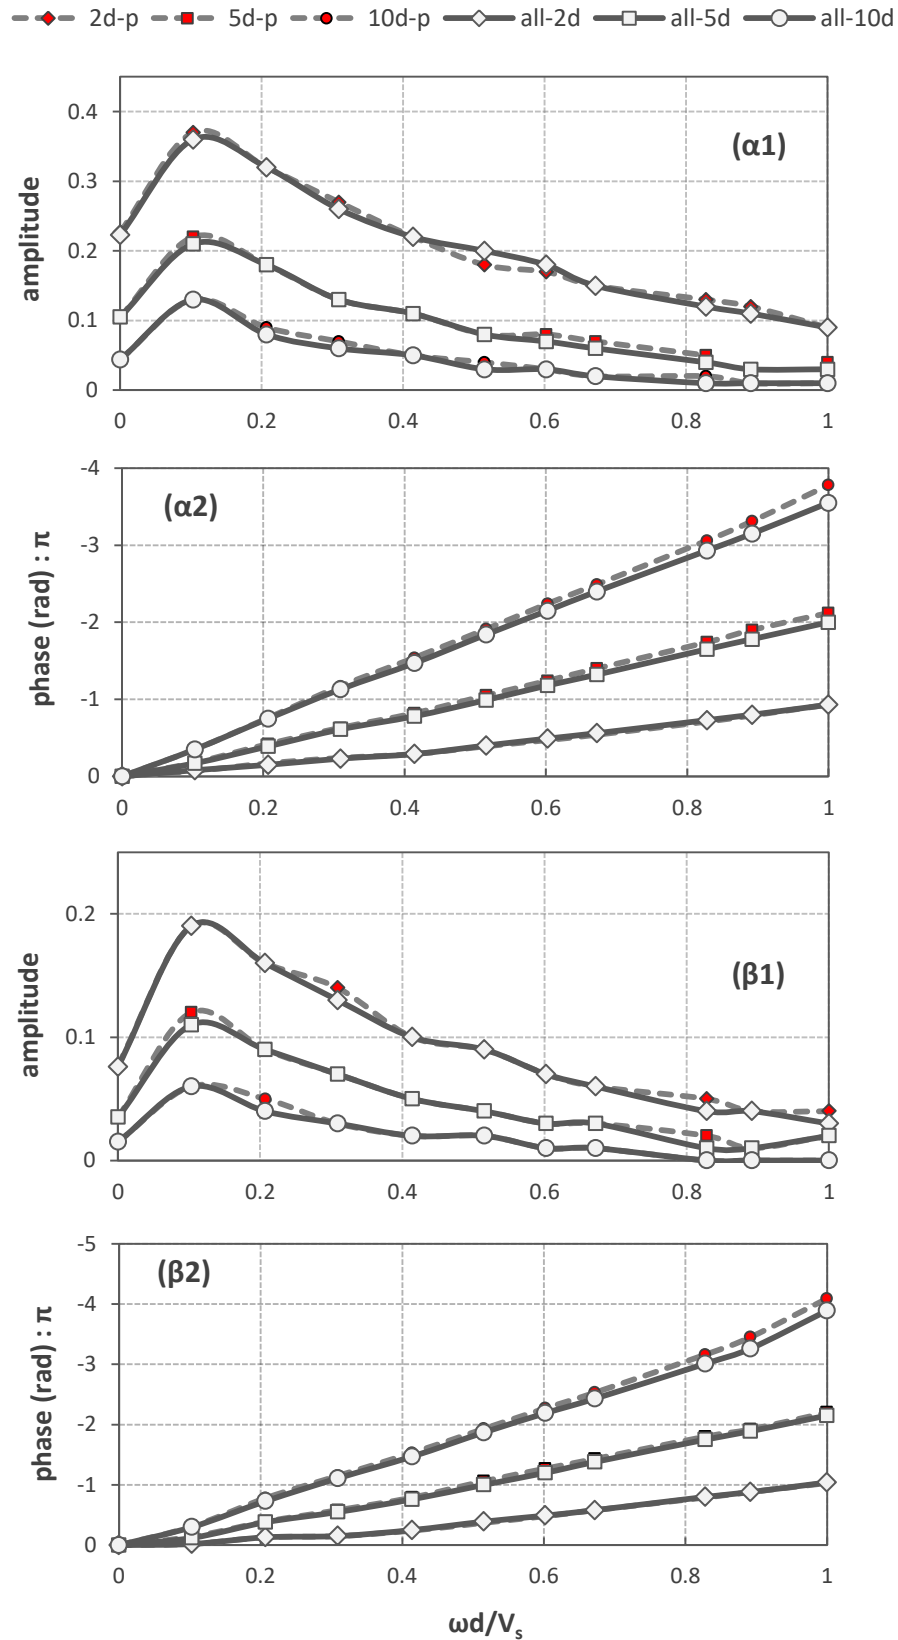 2d-p 5d-p 10d-p all-2d all-5d all-10d
(α1)
amplitude
0.4
0.3
0.2
0.1
0
0 0.2 0.4 0.6 0.8 1
(α2)
phase (rad) : π
-4
-3
-2
-1
0
0 0.2 0.4 0.6 0.8 1
(β1)
amplitude
0.2
0.1
0
0 0.2 0.4 0.6 0.8 1
(β2)
phase (rad) : π
-5
-4
-3
-2
-1
0
0 0.2 0.4 0.6 0.8 1
ωd/Vₛ